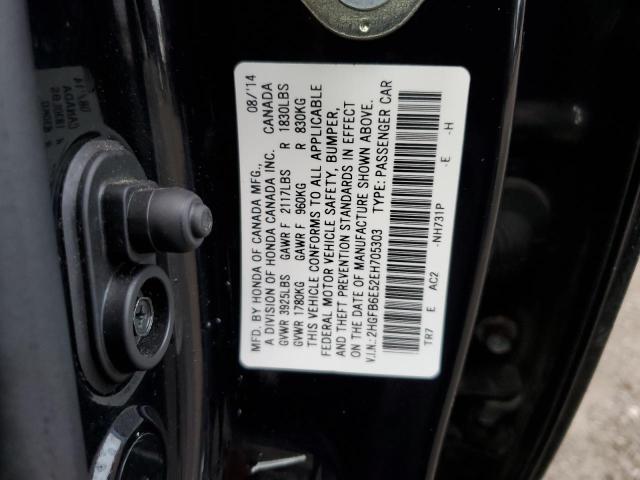 MFD. BY HONDA OF CANADA MFG., 08/'14
A DIVISION OF HONDA CANADA INC. CANADA
GVWR 3925LBS GAWR F 2117LBS R 1830LBS
GVWR 1780KG GAWR F 960KG R 830KG
THIS VEHICLE CONFORMS TO ALL APPLICABLE
FEDERAL MOTOR VEHICLE SAFETY, BUMPER,
AND THEFT PREVENTION STANDARDS IN EFFECT
ON THE DATE OF MANUFACTURE SHOWN ABOVE.
V.I.N.: 2HGFB6E52EH705303 TYPE: PASSENGER CAR
TR7 E AC2 -NH731P -E -H